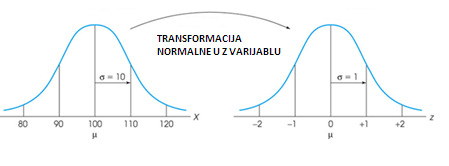 TRANSFORMACIJA
NORMALNE U Z VARIJABLU
σ = 10
σ = 1
80 90 100 110 120 X
μ
-2 -1 0 +1 +2 z
μ